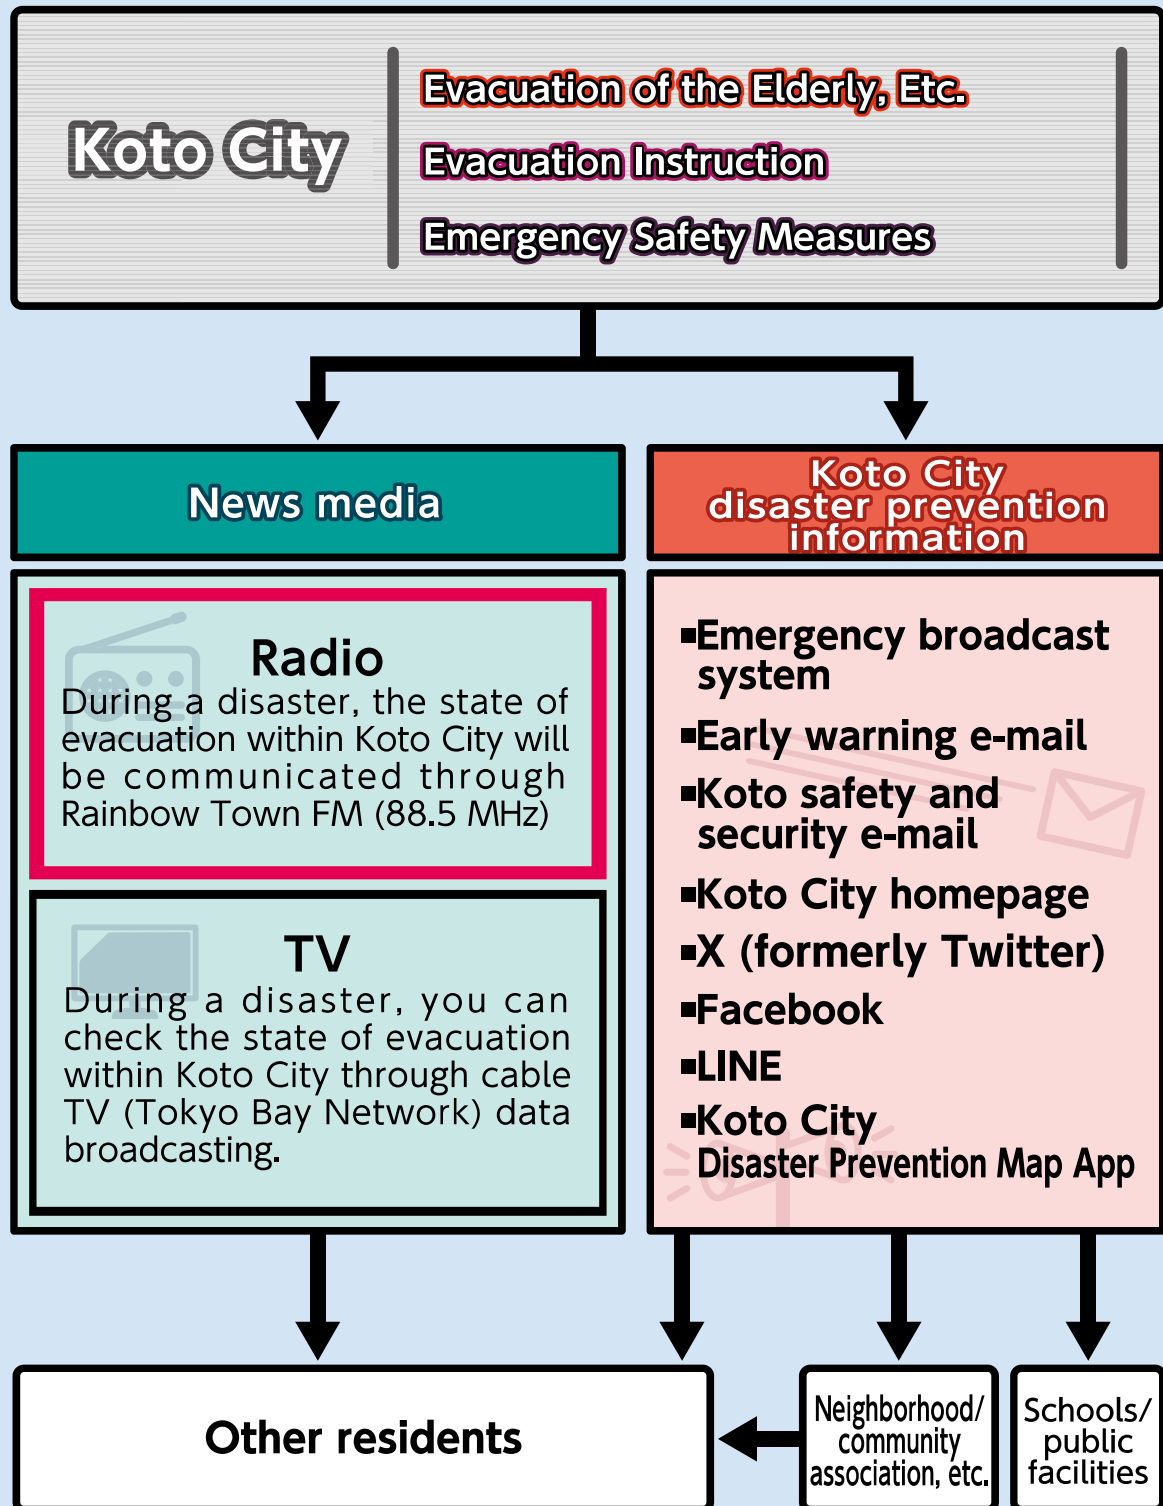 Koto City
Evacuation of the Elderly, Etc.
Evacuation Instruction
Emergency Safety Measures
News media
Radio
During a disaster, the state of
evacuation within Koto City will
be communicated through
Rainbow Town FM (88.5 MHz)
TV
During a disaster, you can
check the state of evacuation
within Koto City through cable
TV (Tokyo Bay Network) data
broadcasting.
Koto City
disaster prevention
information
▪Emergency broadcast
system
▪Early warning e-mail
▪Koto safety and
security e-mail
▪Koto City homepage
▪X (formerly Twitter)
▪Facebook
▪LINE
▪Koto City
Disaster Prevention Map App
Other residents
Neighborhood/
community
association, etc.
Schools/
public
facilities